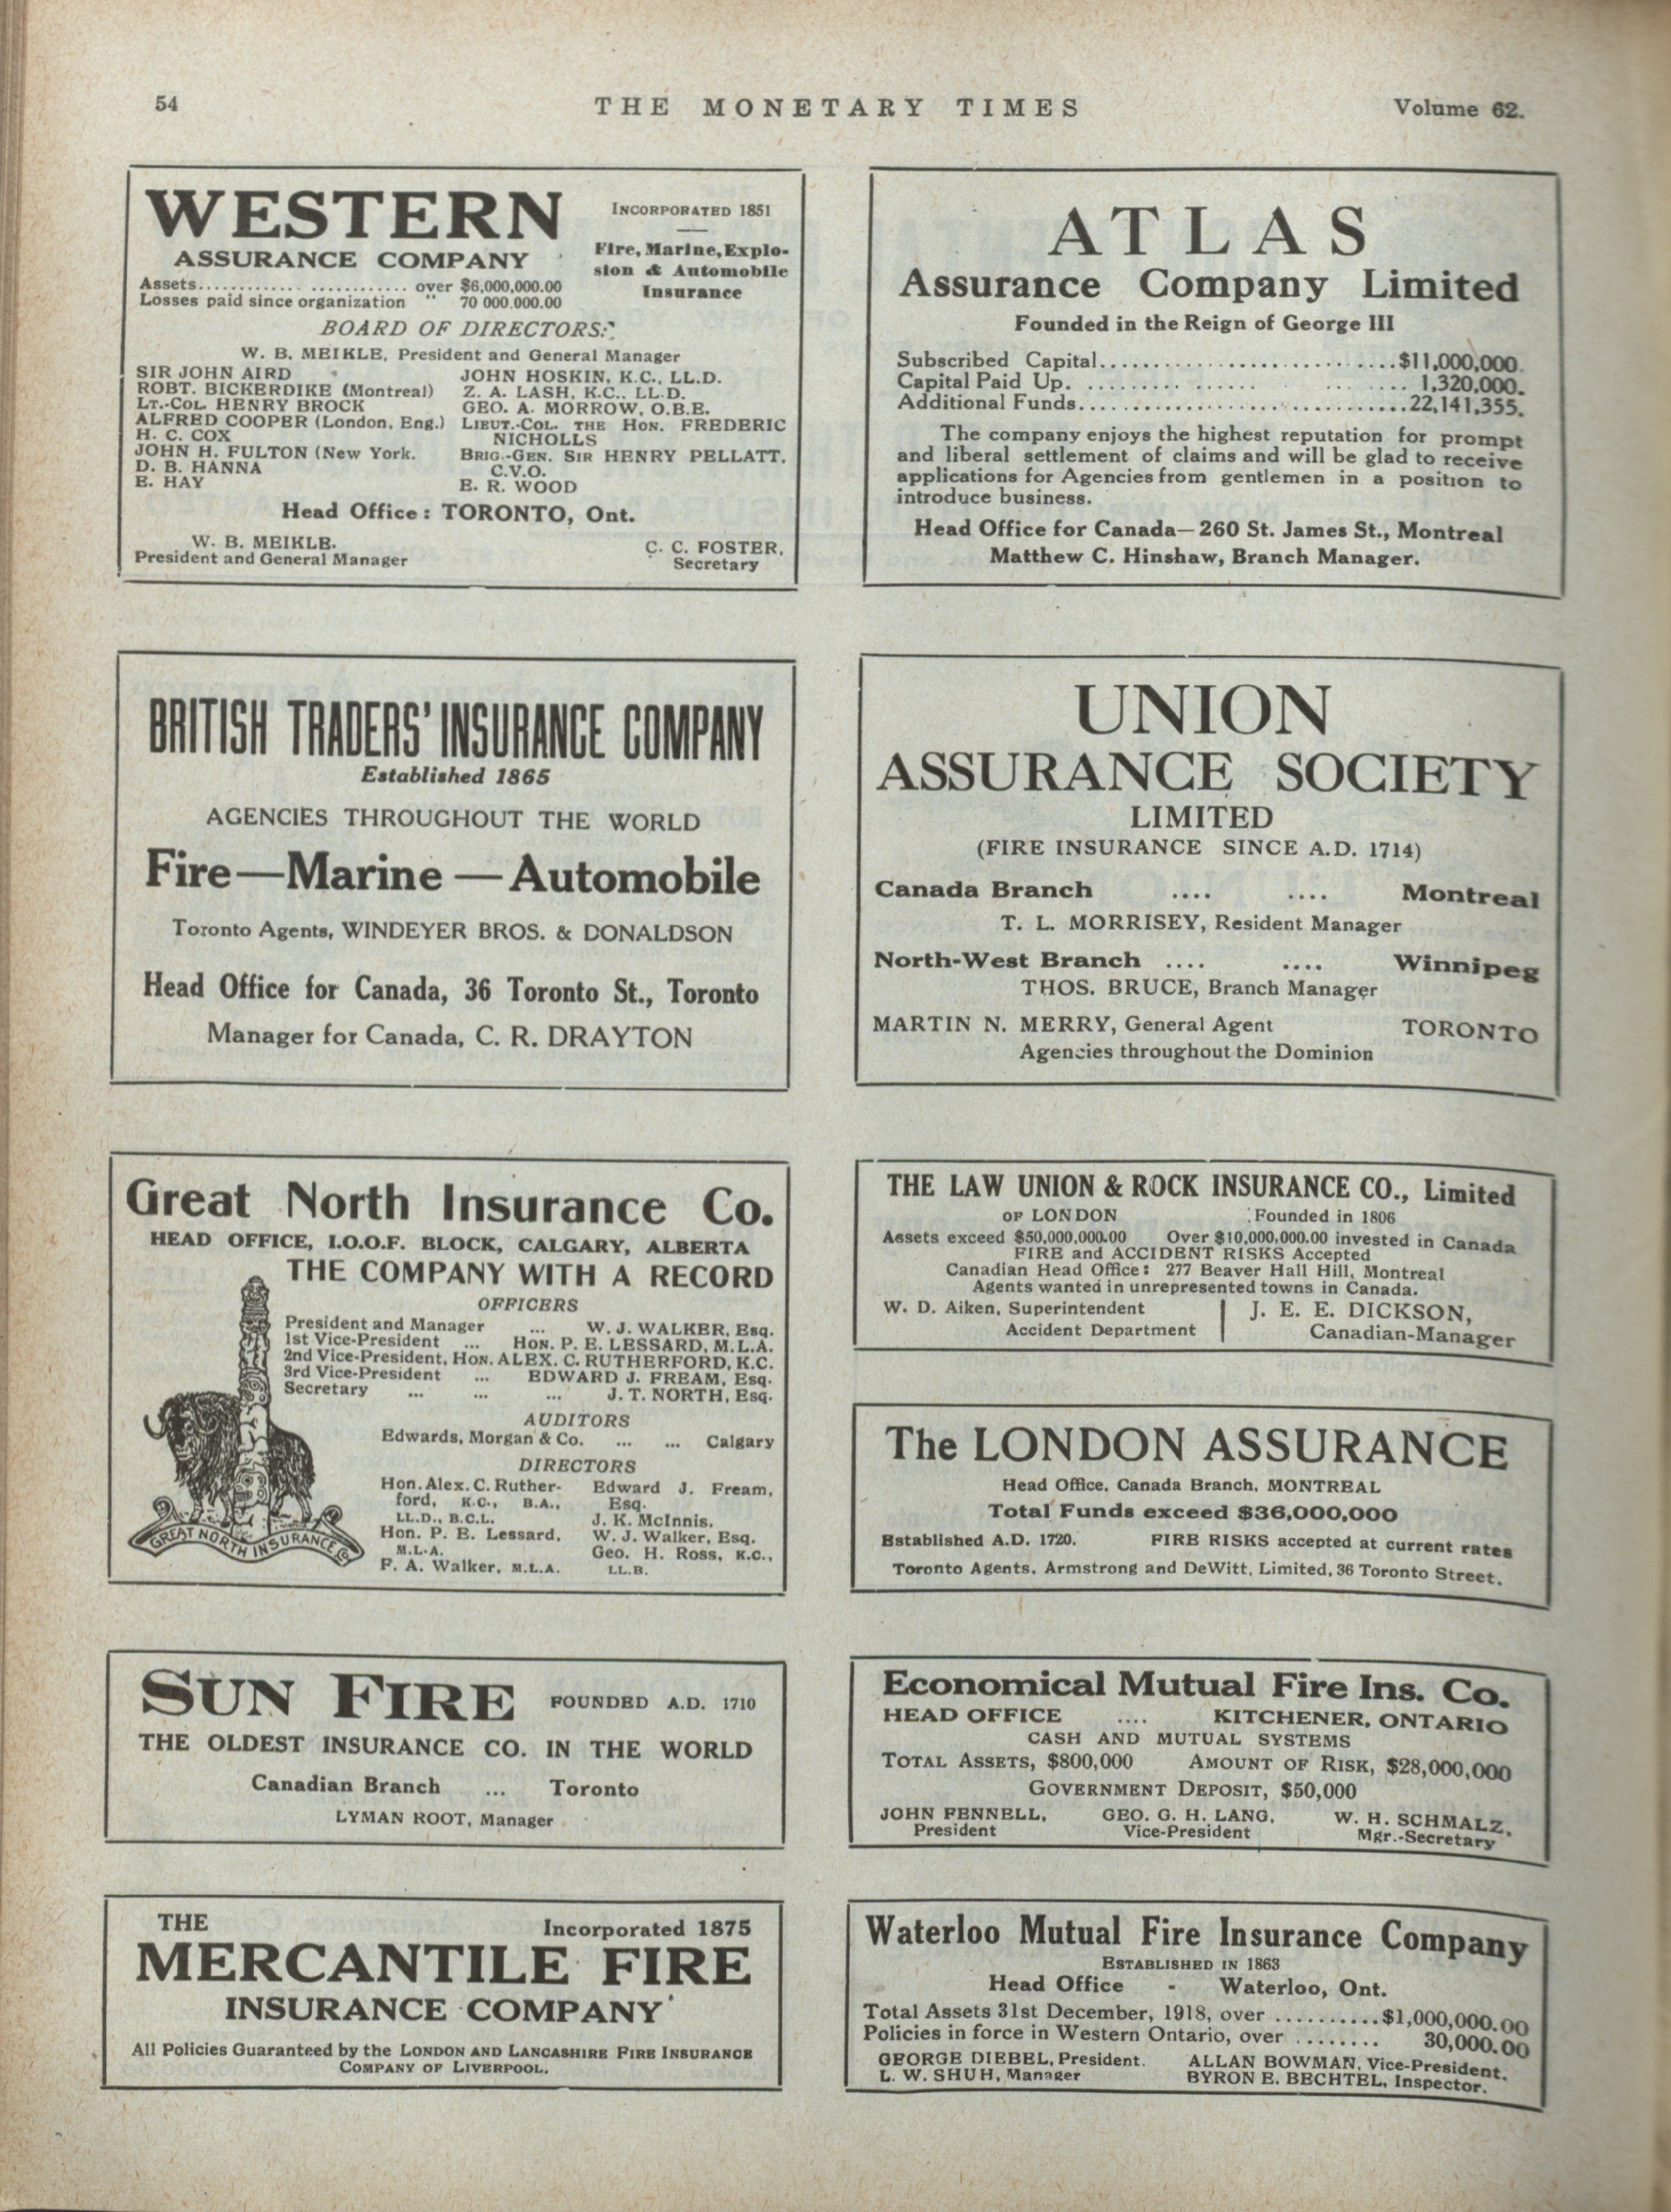 54
THE MONETARY TIMES
Volume 62.
WESTERN
ASSURANCE COMPANY
INCORPORATED 1851
Fire, Marine, Explo-
sion & Automobile
Insurance
Assets........................ over $6,000,000.00
Losses paid since organization " 70 000.000.00
BOARD OF DIRECTORS:
W. B. MEIKLE, President and General Manager
SIR JOHN AIRD
ROBT. BICKERDIKE (Montreal)
LT.-COL. HENRY BROCK
ALFRED COOPER (London, Eng.)
H. C. COX
JOHN H. FULTON (New York.
D. B. HANNA
E. HAY
JOHN HOSKIN, K.C., LL.D.
Z. A. LASH, K.C., LL.D.
GEO. A. MORROW, O.B.E.
LIEUT.-COL. THE HON. FREDERIC
NICHOLLS
BRIG.-GEN. SIR HENRY PELLATT,
C.V.O.
E. R. WOOD
Head Office: TORONTO, Ont.
W. B. MEIKLE.
President and General Manager
C. C. FOSTER,
Secretary
ATLAS
Assurance Company Limited
Founded in the Reign of George III
Subscribed Capital..............................$11,000,000.
Capital Paid Up. .............................. 1,320,000.
Additional Funds..............................22,141,355.
The company enjoys the highest reputation for prompt
and liberal settlement of claims and will be glad to receive
applications for Agencies from gentlemen in a position to
introduce business.
Head Office for Canada—260 St. James St., Montreal
Matthew C. Hinshaw, Branch Manager.
BRITISH TRADERS' INSURANCE COMPANY
Established 1865
AGENCIES THROUGHOUT THE WORLD
Fire—Marine—Automobile
Toronto Agents, WINDEYER BROS. & DONALDSON
Head Office for Canada, 36 Toronto St., Toronto
Manager for Canada, C. R. DRAYTON
UNION
ASSURANCE SOCIETY
LIMITED
(FIRE INSURANCE SINCE A.D. 1714)
Canada Branch .... .... Montreal
T. L. MORRISEY, Resident Manager
North-West Branch .... .... Winnipeg
THOS. BRUCE, Branch Manager
MARTIN N. MERRY, General Agent TORONTO
Agencies throughout the Dominion
Great North Insurance Co.
HEAD OFFICE, I.O.O.F. BLOCK, CALGARY, ALBERTA
THE COMPANY WITH A RECORD
OFFICERS
President and Manager ... W. J. WALKER, Esq.
1st Vice-President ... HON. P. E. LESSARD, M.L.A.
2nd Vice-President, HON. ALEX. C. RUTHERFORD, K.C.
3rd Vice-President ... EDWARD J. FREAM, Esq.
Secretary ... ... ... J. T. NORTH, Esq.
AUDITORS
Edwards, Morgan & Co. ... ... Calgary
DIRECTORS
Hon. Alex. C. Ruther-
ford, K.C., B.A.,
LL.D., B.C.L.
Hon. P. E. Lessard,
M.L.A.
P. A. Walker, M.L.A.
Edward J. Fream,
Esq.
J. K. McInnis.
W. J. Walker, Esq.
Geo. H. Ross, K.C.,
LL.B.
GREAT NORTH INSURANCE Co
THE LAW UNION & ROCK INSURANCE CO., Limited
OF LONDON Founded in 1806
Assets exceed $50,000,000.00 Over $10,000,000.00 invested in Canada
FIRE and ACCIDENT RISKS Accepted
Canadian Head Office: 277 Beaver Hall Hill, Montreal
Agents wanted in unrepresented towns in Canada.
W. D. Aiken, Superintendent
Accident Department
J. E. E. DICKSON,
Canadian-Manager
The LONDON ASSURANCE
Head Office, Canada Branch, MONTREAL
Total Funds exceed $36,000,000
Established A.D. 1720. FIRE RISKS accepted at current rates
Toronto Agents, Armstrong and DeWitt, Limited, 36 Toronto Street.
SUN FIRE
FOUNDED A.D. 1710
THE OLDEST INSURANCE CO. IN THE WORLD
Canadian Branch ... Toronto
LYMAN ROOT, Manager
Economical Mutual Fire Ins. Co.
HEAD OFFICE .... KITCHENER, ONTARIO
CASH AND MUTUAL SYSTEMS
TOTAL ASSETS, $800,000 AMOUNT OF RISK, $28,000,000
GOVERNMENT DEPOSIT, $50,000
JOHN FENNELL, GEO. G. H. LANG, W. H. SCHMALZ,
President Vice-President Mgr.-Secretary
THE
Incorporated 1875
MERCANTILE FIRE
INSURANCE COMPANY
All Policies Guaranteed by the LONDON AND LANCASHIRE FIRE INSURANCE
COMPANY OF LIVERPOOL.
Waterloo Mutual Fire Insurance Company
ESTABLISHED IN 1863
Head Office - Waterloo, Ont.
Total Assets 31st December, 1918, over ..........$1,000,000.00
Policies in force in Western Ontario, over ........ 30,000.00
GEORGE DIEBEL, President. ALLAN BOWMAN, Vice-President.
L. W. SHUH, Manager BYRON E. BECHTEL, Inspector.